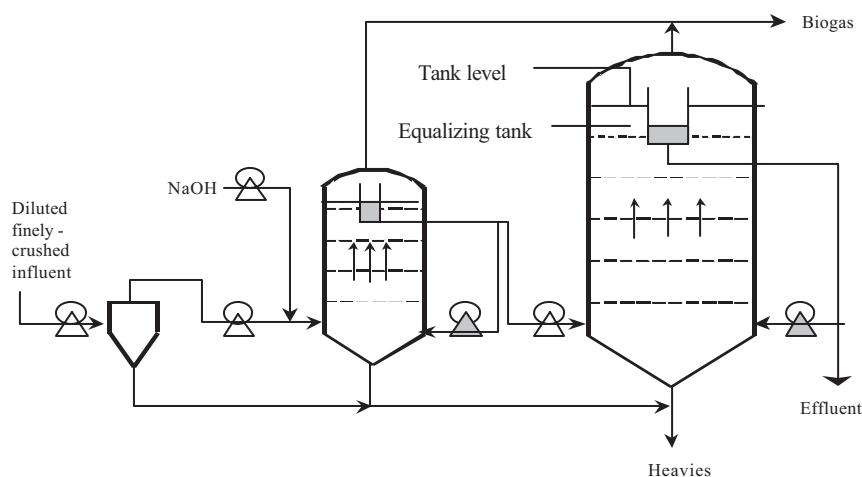 Biogas
Tank level
Equalizing tank
NaOH
Diluted
finely -
crushed
influent
Effluent
Heavies